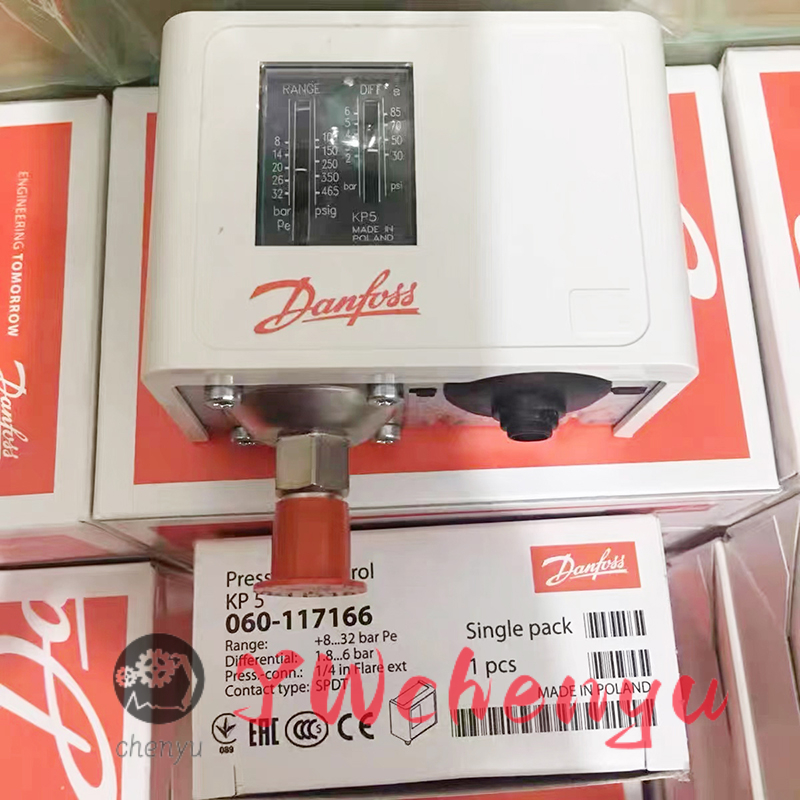 RANGE
DIFF
8
14
20
26
32
150
250
350
465
bar
psig
Pe
6
5
2
85
70
50
30
bar
psi
KP5
MADE IN
POLAND
Danfoss
ENGINEERING TOMORROW
Danfoss
Danfoss
KP 5
060-117166
Range: +8...32 bar Pe
Differential: 1.8...6 bar
Press.-conn.: 1/4 in Flare ext
Contact type: SPDT
Single pack
1 pcs
MADE IN POLAND
089
EAC
CCC
S
CE
chenyu
TWchenyu